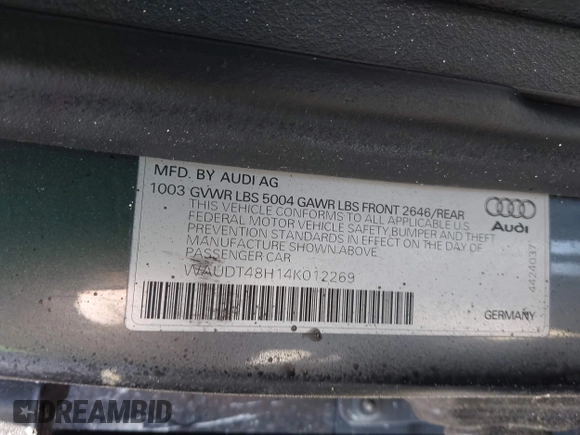 MFD. BY AUDI AG
1003 GVWR LBS 5004 GAWR LBS FRONT 2646/REAR
THIS VEHICLE CONFORMS TO ALL APPLICABLE U.S.
FEDERAL MOTOR VEHICLE SAFETY,BUMPER AND THEFT
PREVENTION STANDARDS IN EFFECT ON THE DAY OF
MANUFACTURE SHOWN ABOVE.
PASSENGER CAR
WAUDT48H14K012269
Audi
4424037
GERMANY
DREAMBID